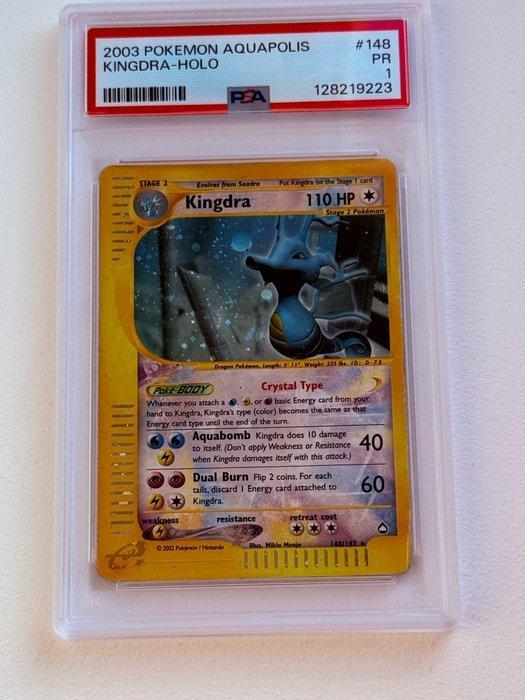 2003 POKEMON AQUAPOLIS #148
KINGDRA-HOLO PR
1
PSA 128219223
STAGE 2 Evolves from Seadra Put Kingdra on the Stage 1 card
Kingdra 110 HP
Stage 2 Pokémon
Dragon Pokémon. Length: 5' 11", Weight: 335 lbs. ID: D-73
Poké-BODY Crystal Type
Whenever you attach a , , or basic Energy card from your
hand to Kingdra, Kingdra's type (color) becomes the same as that
Energy card type until the end of the turn.
Aquabomb Kingdra does 10 damage
to itself. (Don't apply Weakness or Resistance 40
when Kingdra damages itself with this attack.)
Dual Burn Flip 2 coins. For each
tails, discard 1 Energy card attached to 60
Kingdra.
weakness resistance retreat cost
Illus. Mikio Menjo 148/147
© 2002 Pokémon / Nintendo